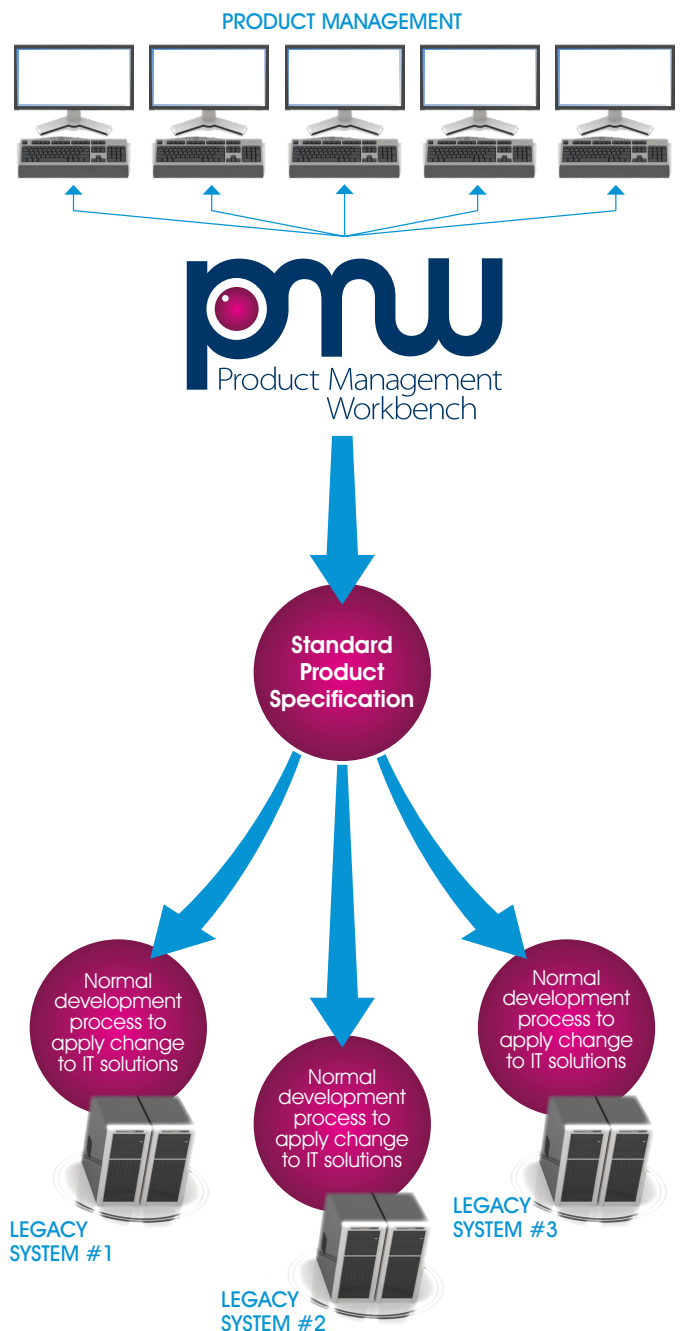 PRODUCT MANAGEMENT
pmw
Product Management
Workbench
Standard
Product
Specification
Normal
development
process to
apply change
to IT solutions
Normal
development
process to
apply change
to IT solutions
Normal
development
process to
apply change
to IT solutions
LEGACY
SYSTEM #1
LEGACY
SYSTEM #2
LEGACY
SYSTEM #3